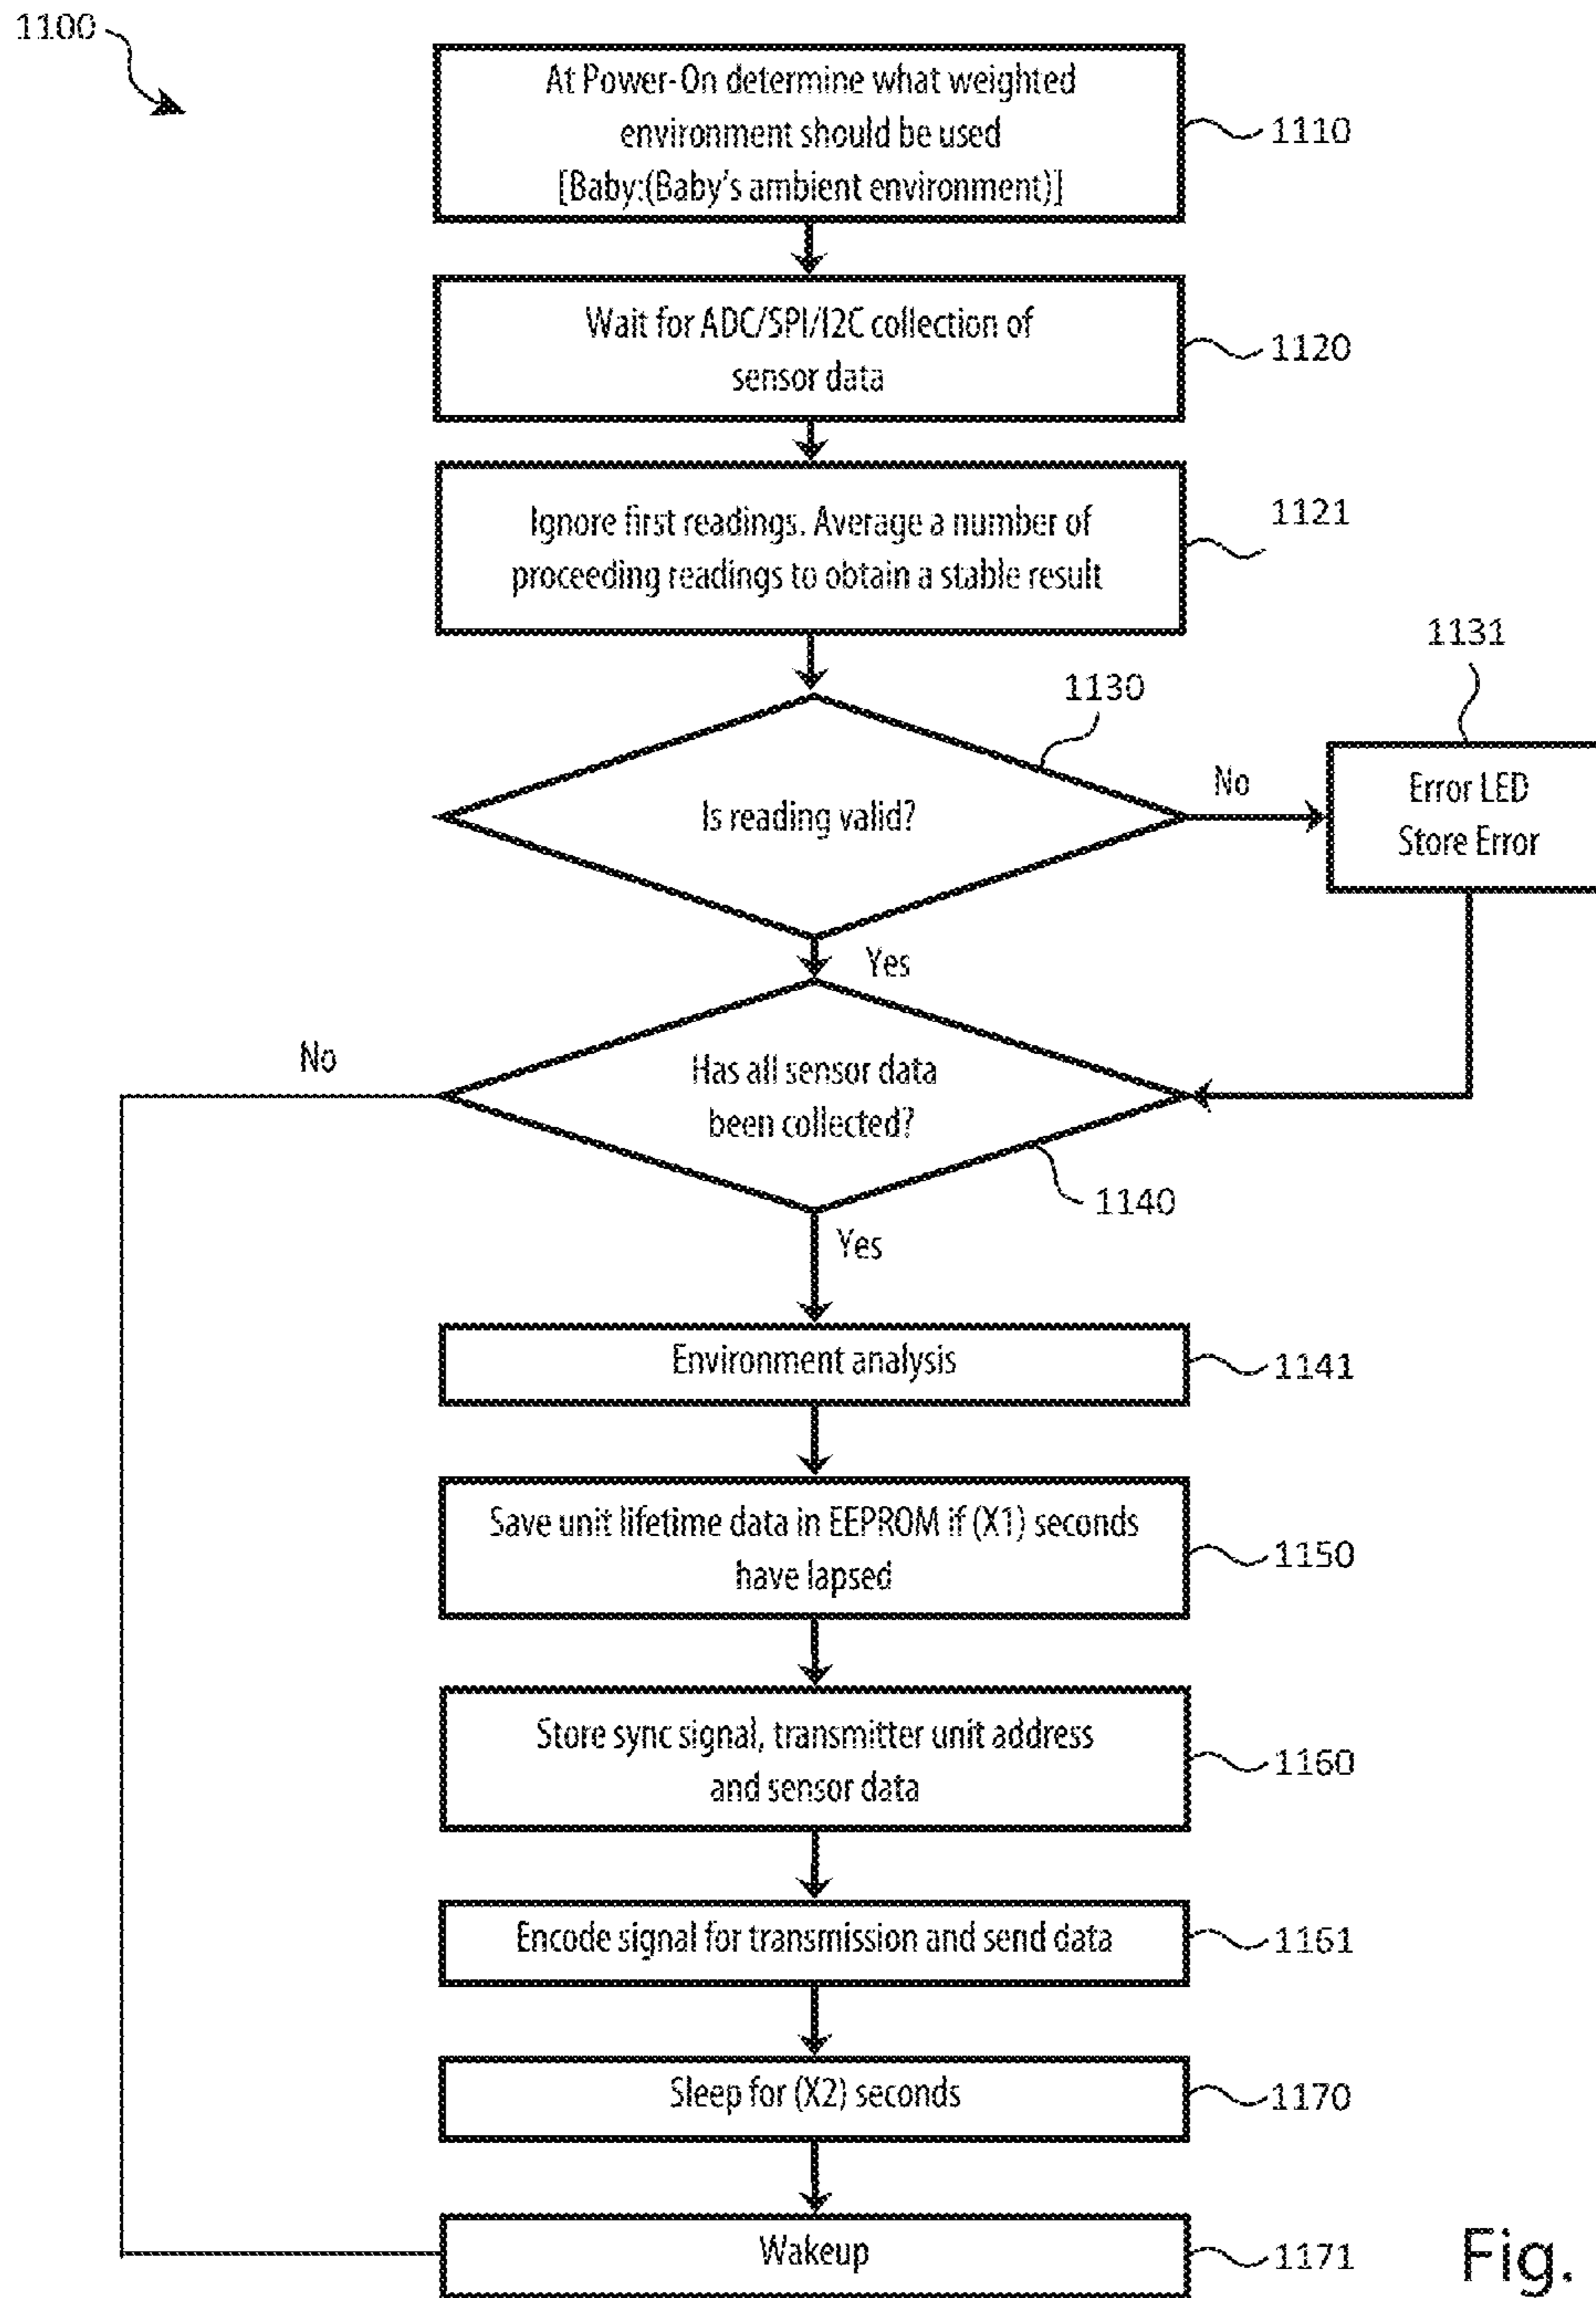 1100
At Power-On determine what weighted
environment should be used
[Baby:(Baby's ambient environment)]
1110
Wait for ADC/SPI/I2C collection of
sensor data
1120
Ignore first readings. Average a number of
proceeding readings to obtain a stable result
1121
1131
1130
Is reading valid?
No
Error LED
Store Error
Yes
No
Has all sensor data
been collected?
1140
Yes
Environment analysis
1141
Save unit lifetime data in EEPROM if (X1) seconds
have lapsed
1150
Store sync signal, transmitter unit address
and sensor data
1160
Encode signal for transmission and send data
1161
Sleep for (X2) seconds
1170
Wakeup
1171
Fig.